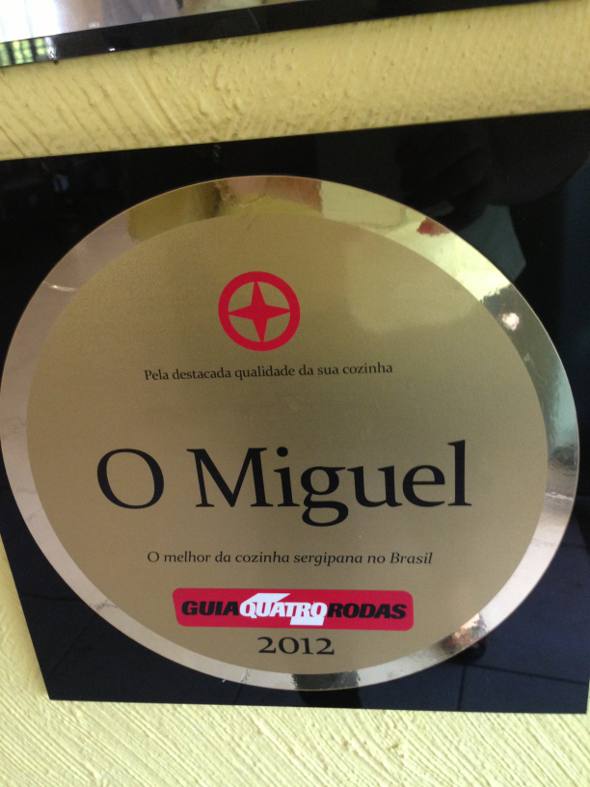 Pela destacada qualidade da sua cozinha
O Miguel
O melhor da cozinha sergipana no Brasil
GUIA QUATRO RODAS
2012